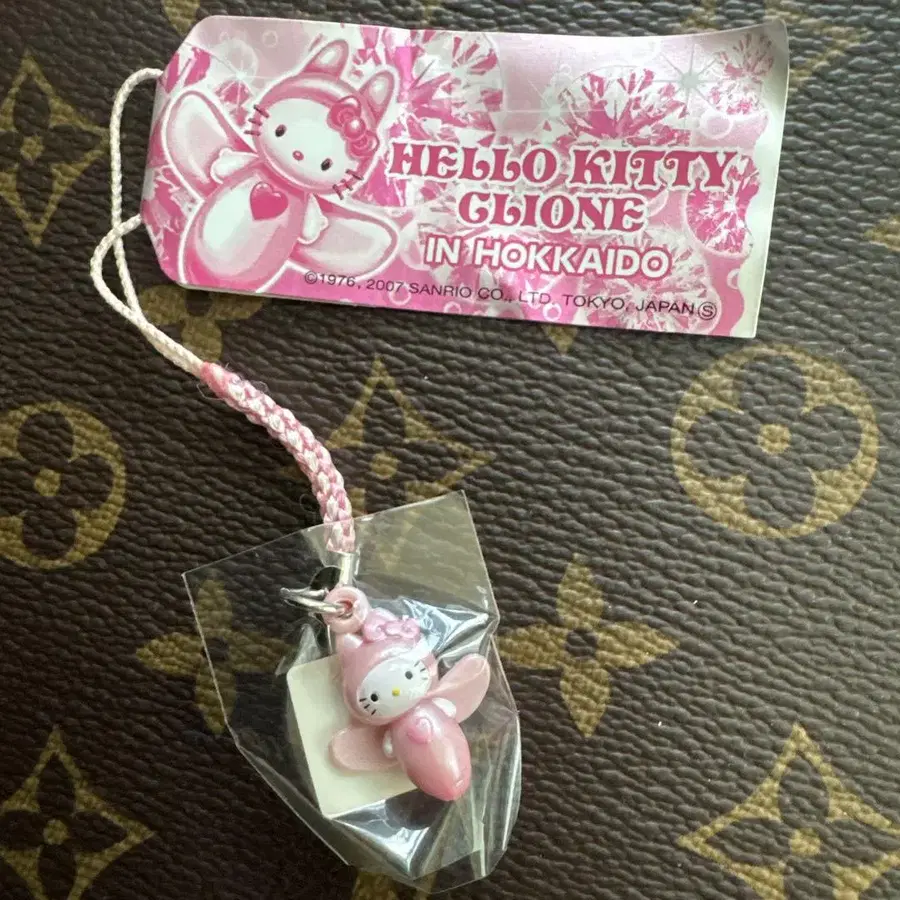 HELLO KITTY
CLIONE
IN HOKKAIDO
©1976, 2007 SANRIO CO., LTD. TOKYO, JAPAN Ⓢ